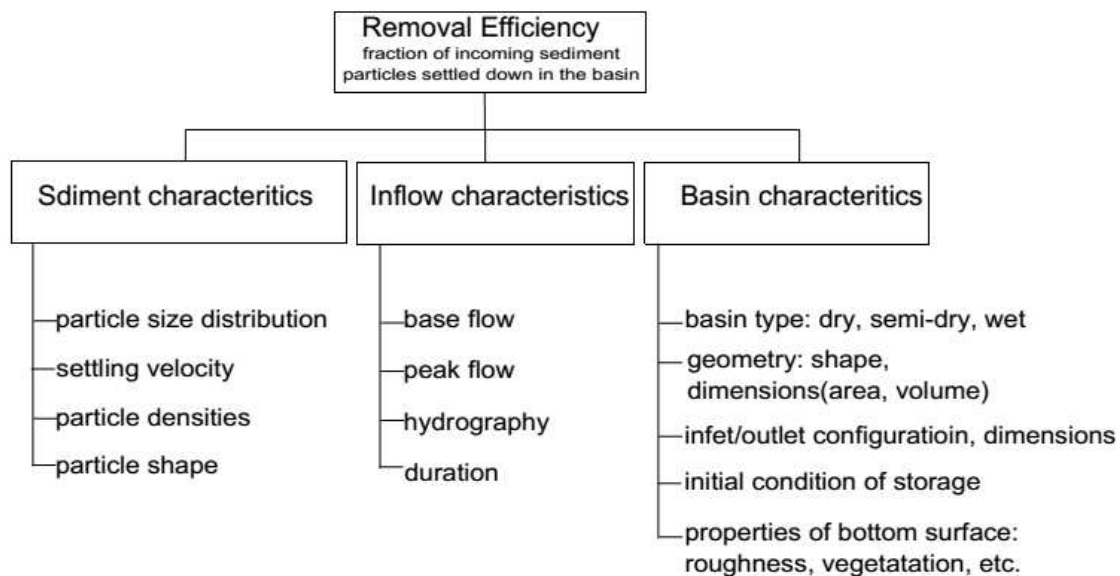 Removal Efficiency
fraction of incoming sediment
particles settled down in the basin
Sdiment characteritics
particle size distribution
settling velocity
particle densities
particle shape
Inflow characteristics
base flow
peak flow
hydrography
duration
Basin characteritics
basin type: dry, semi-dry, wet
geometry: shape,
dimensions(area, volume)
infet/outlet configuratioin, dimensions
initial condition of storage
properties of bottom surface:
roughness, vegetatation, etc.